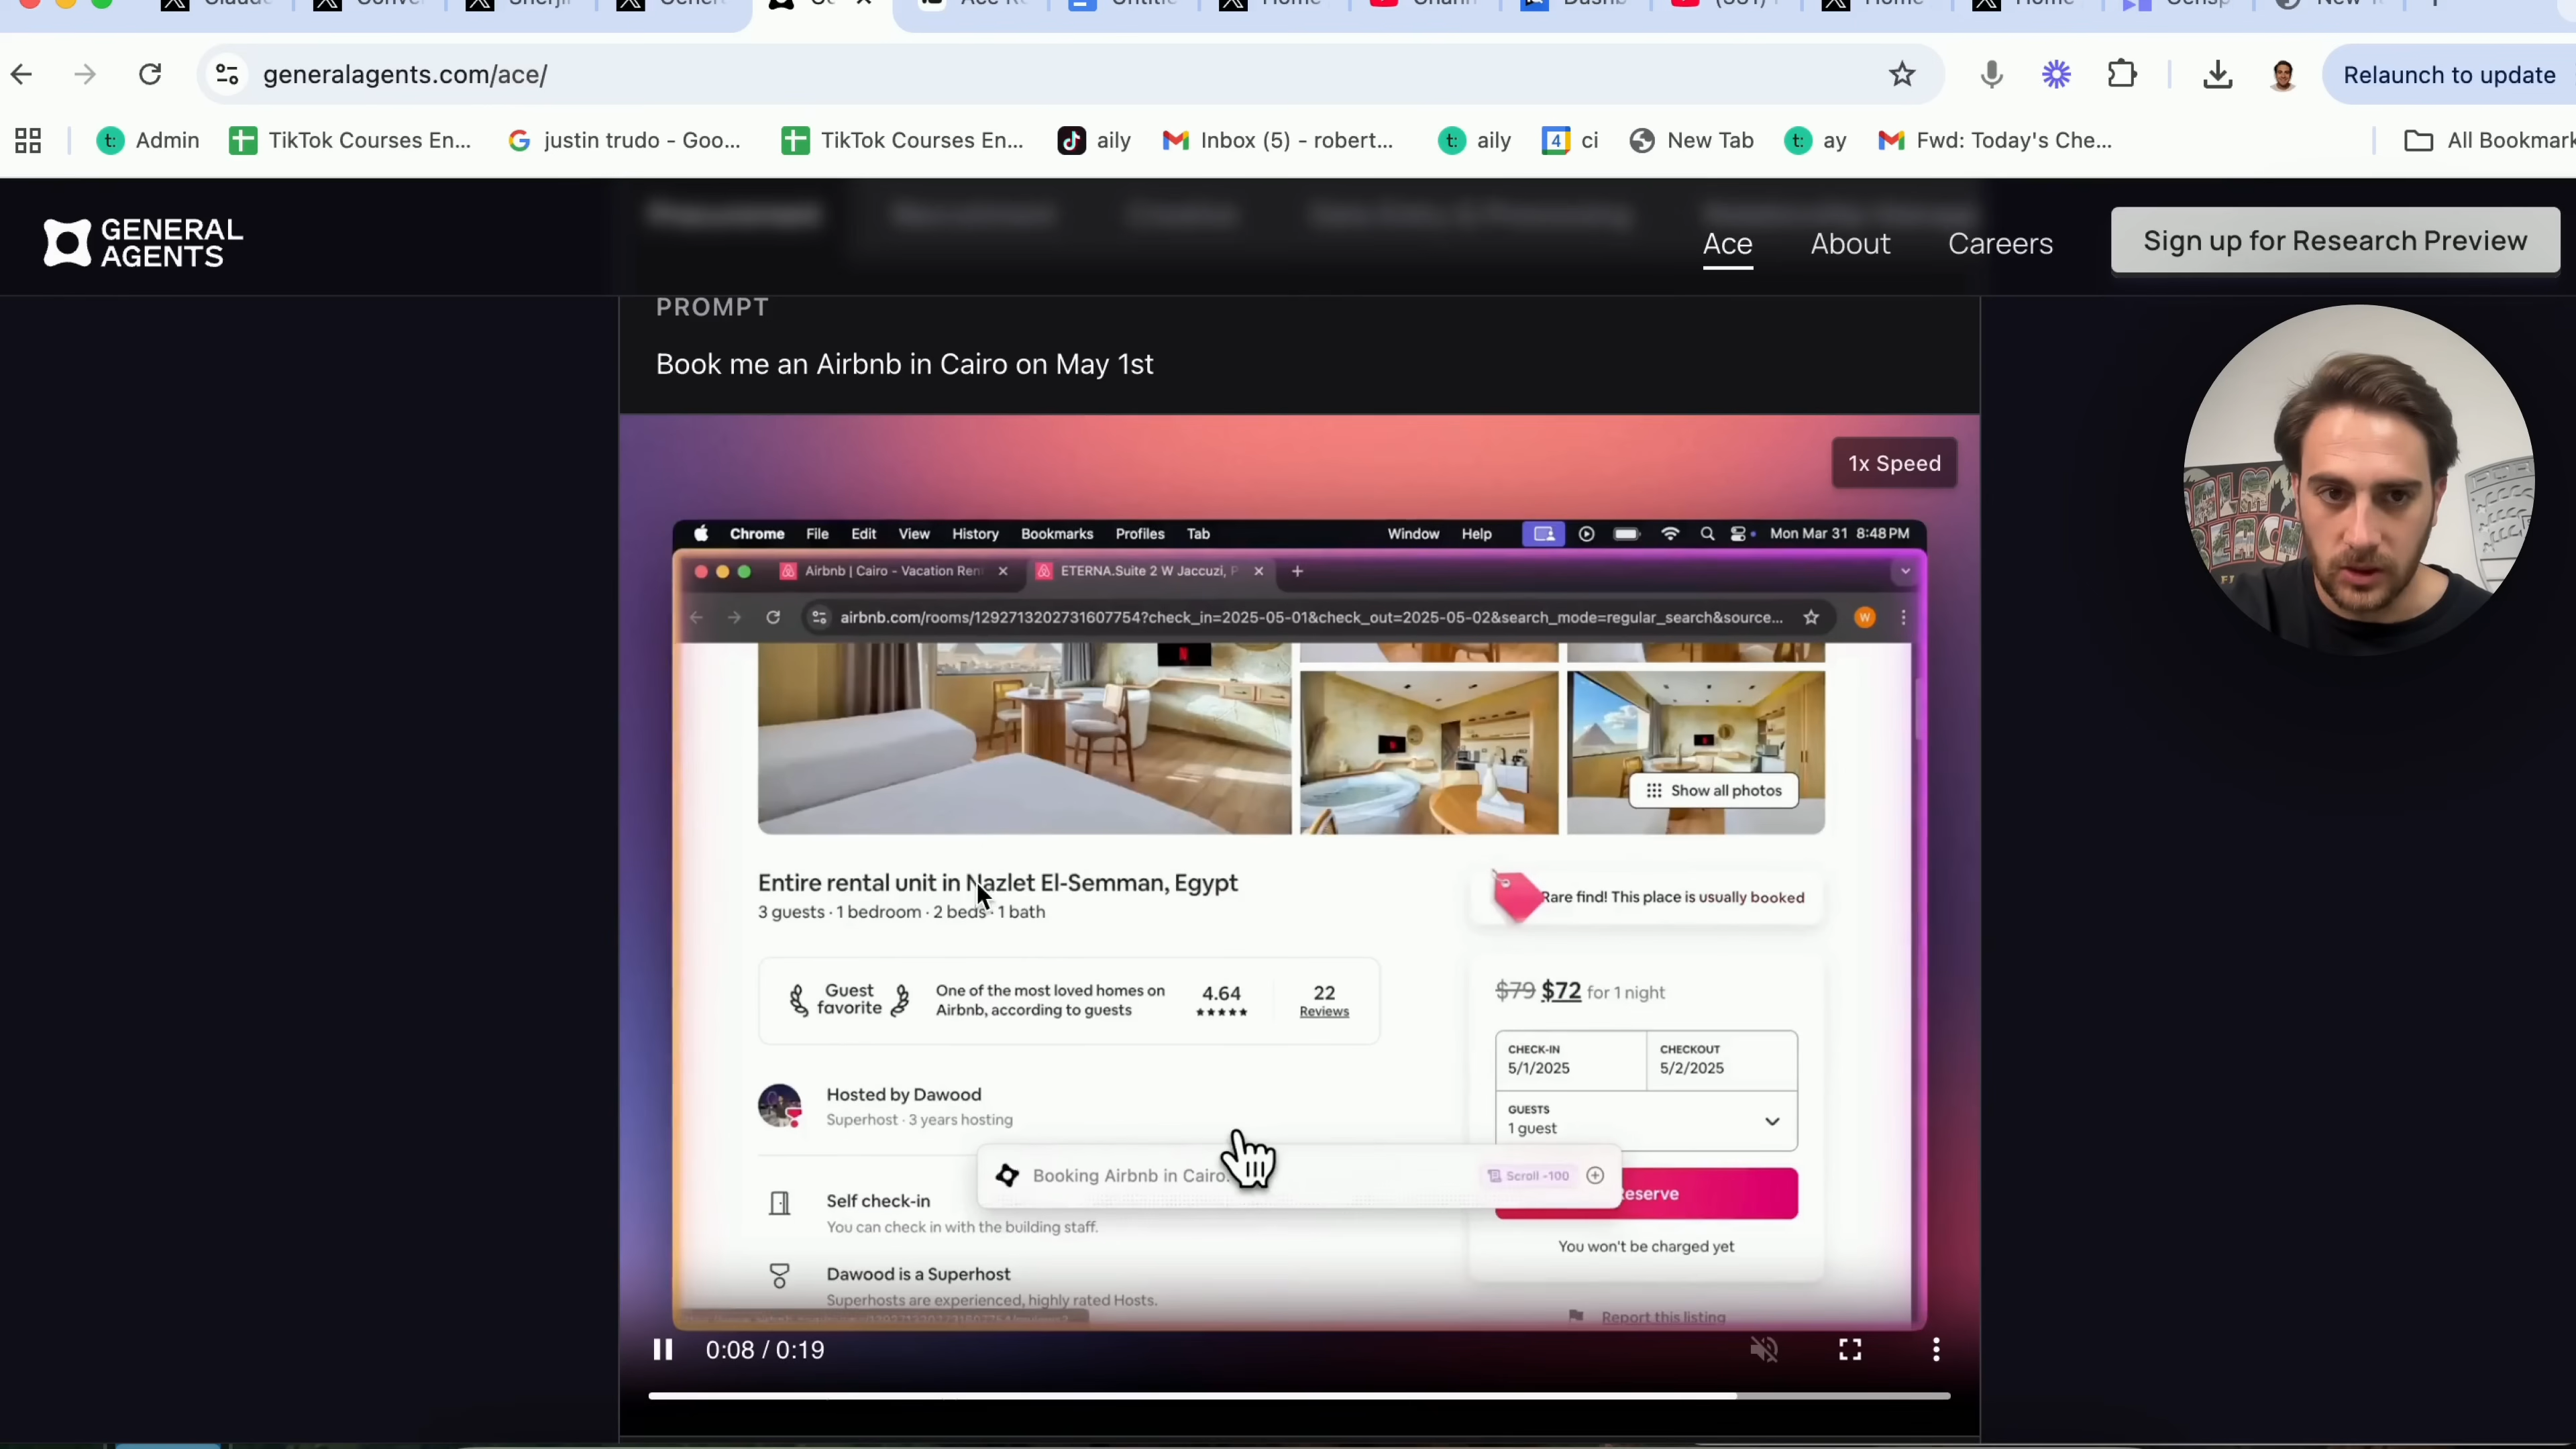 generalagents.com/ace/
Relaunch to update
Admin
TikTok Courses En...
justin trudo - Goo...
TikTok Courses En...
aily
Inbox (5) - robert...
aily
ci
New Tab
ay
Fwd: Today's Che...
All Bookmark
GENERAL
AGENTS
Ace
About
Careers
Sign up for Research Preview
PROMPT
Book me an Airbnb in Cairo on May 1st
1x Speed
Chrome File Edit View History Bookmarks Profiles Tab Window Help Mon Mar 31 8:48 PM
Airbnb | Cairo - Vacation Ren
ETERNA.Suite 2 W Jaccuzi, P
airbnb.com/rooms/1292713202731607754?check_in=2025-05-01&check_out=2025-05-02&search_mode=regular_search&source...
Show all photos
Entire rental unit in Nazlet El-Semman, Egypt
3 guests · 1 bedroom · 2 beds · 1 bath
Rare find! This place is usually booked
Guest
favorite
One of the most loved homes on
Airbnb, according to guests
4.64
22
Reviews
$79 $72 for 1 night
CHECK-IN
5/1/2025
CHECKOUT
5/2/2025
GUESTS
1 guest
Hosted by Dawood
Superhost · 3 years hosting
Booking Airbnb in Cairo
Scroll -100
eserve
Self check-in
You can check in with the building staff.
You won't be charged yet
Dawood is a Superhost
Superhosts are experienced, highly rated Hosts.
Report this listing
0:08 / 0:19